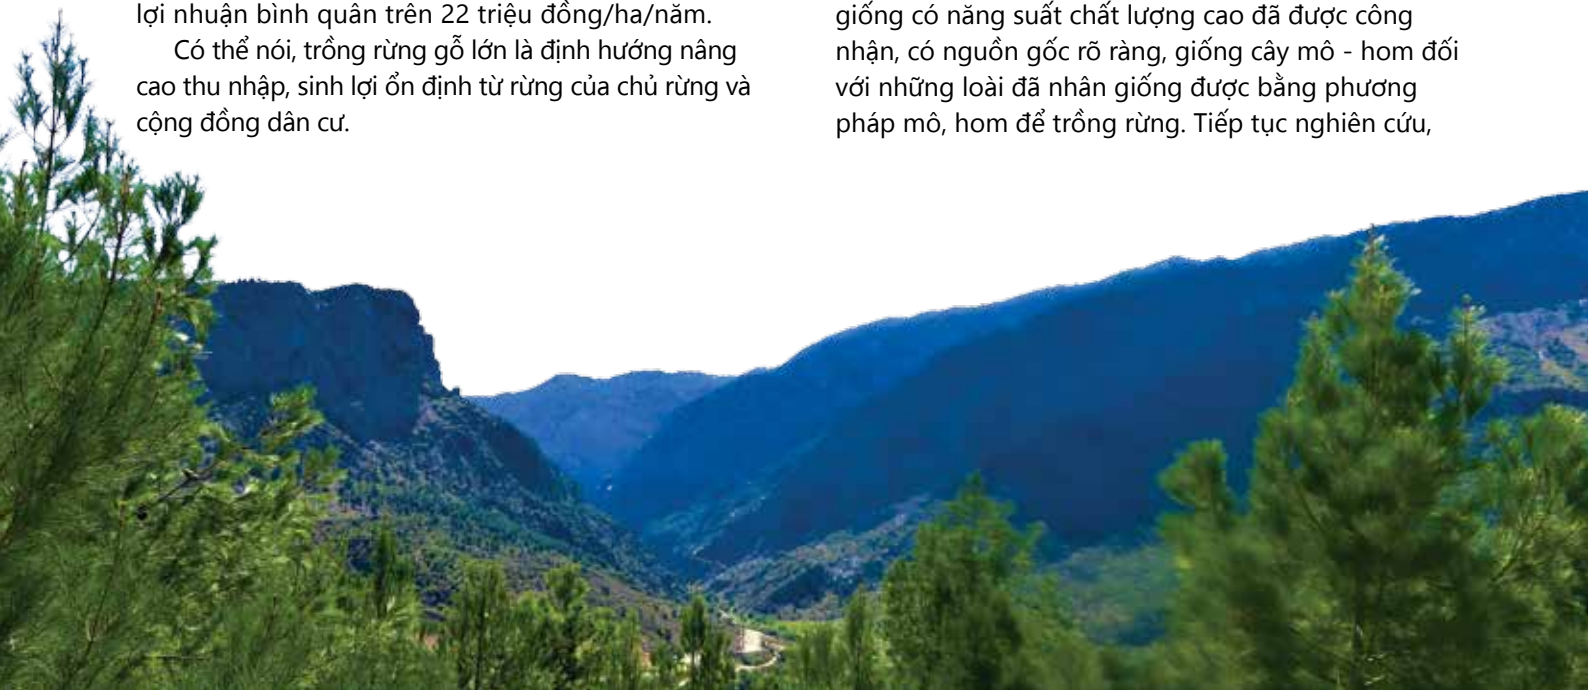 lợi nhuận bình quân trên 22 triệu đồng/ha/năm.
Có thể nói, trồng rừng gỗ lớn là định hướng nâng
cao thu nhập, sinh lợi ổn định từ rừng của chủ rừng và
cộng đồng dân cư.
giống có năng suất chất lượng cao đã được công
nhận, có nguồn gốc rõ ràng, giống cây mô - hom đối
với những loài đã nhân giống được bằng phương
pháp mô, hom để trồng rừng. Tiếp tục nghiên cứu,